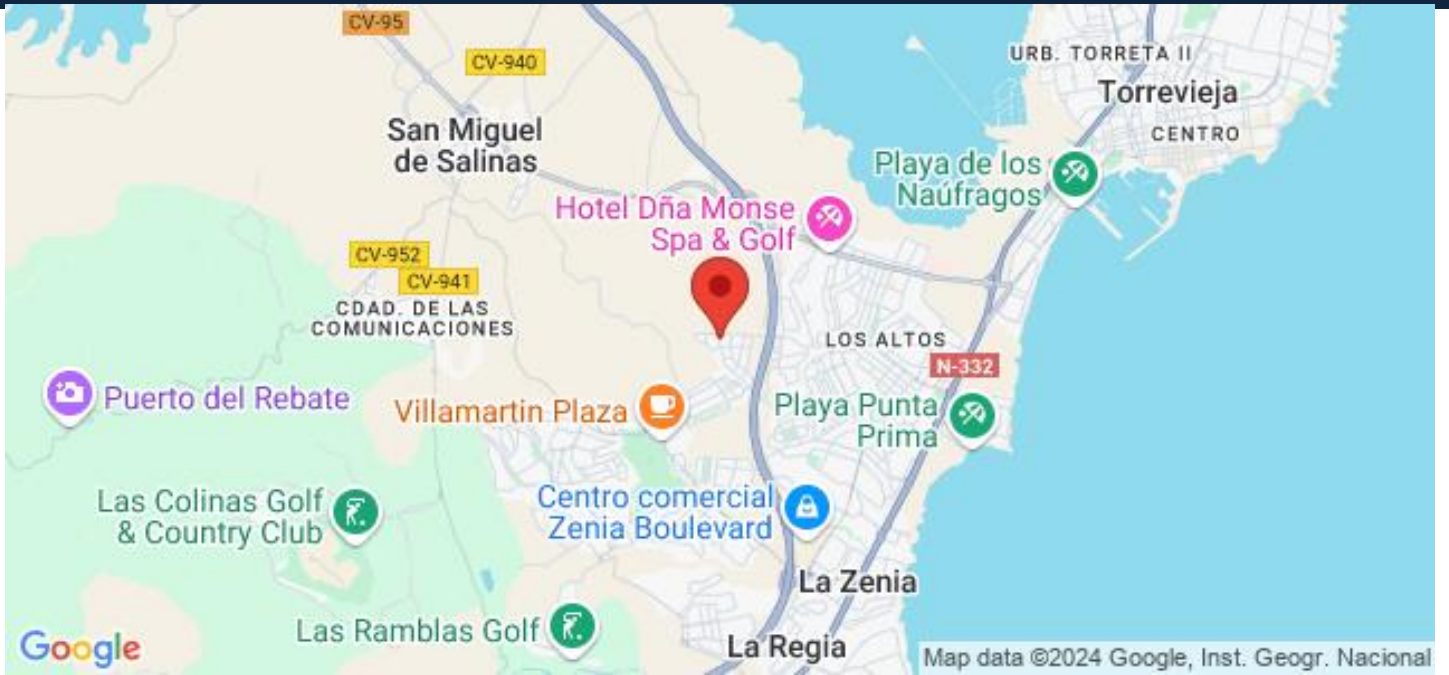 CV-95
CV-940
URB. TORRETA II
Torrevieja
CENTRO
San Miguel
de Salinas
Playa de los
Naúfragos
Hotel Dña Monse
Spa & Golf
CV-952
CV-941
CDAD. DE LAS
COMUNICACIONES
LOS ALTOS
N-332
Puerto del Rebate
Villamartin Plaza
Playa Punta
Prima
Las Colinas Golf
& Country Club
Centro comercial
Zenia Boulevard
La Zenia
Las Ramblas Golf
La Regia
Google
Map data ©2024 Google, Inst. Geogr. Nacional